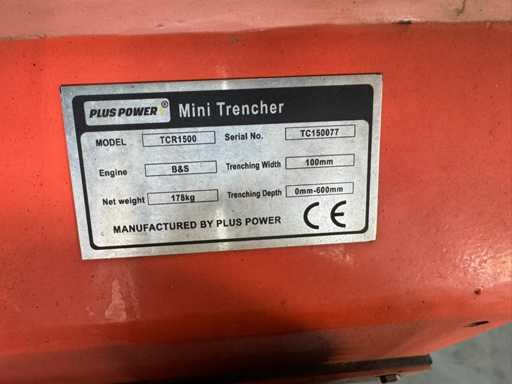 PLUS POWER® Mini Trencher
MODEL TCR1500 Serial No. TC150077
Engine B&S Trenching Width 100mm
Net weight 178kg Trenching Depth 0mm-600mm
MANUFACTURED BY PLUS POWER CE